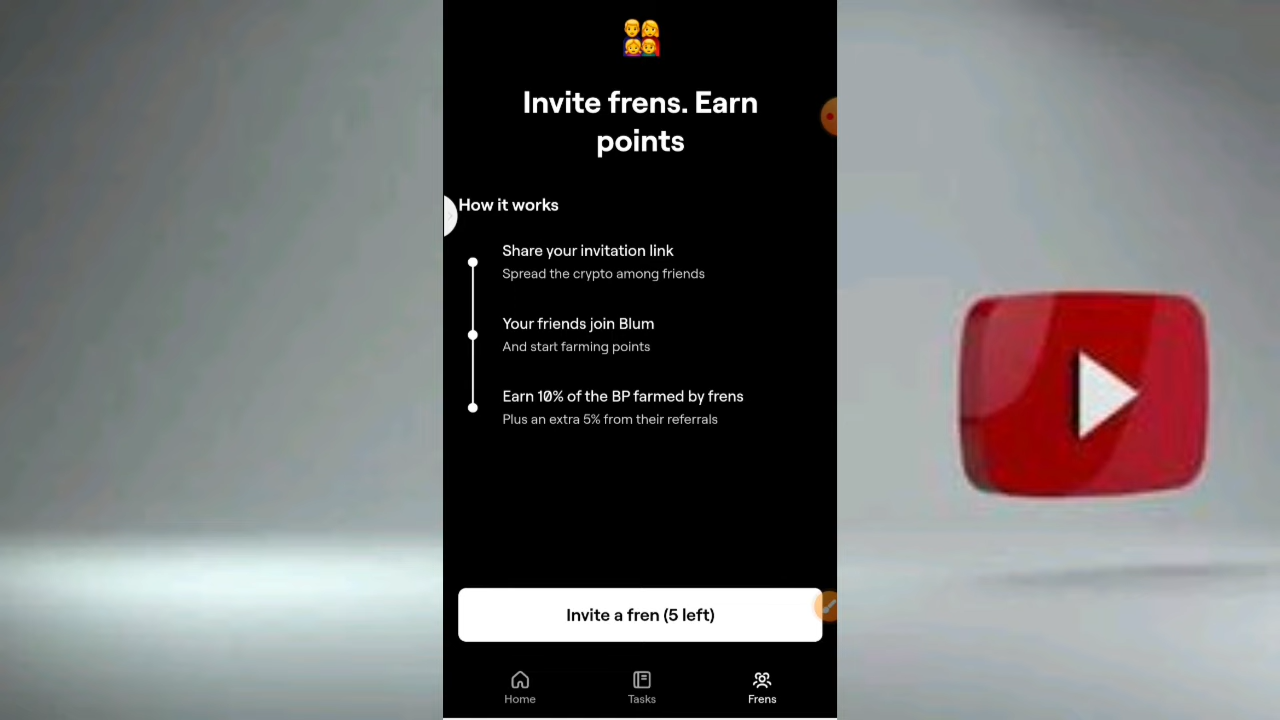 Invite frens. Earn
points
How it works
Share your invitation link
Spread the crypto among friends
Your friends join Blum
And start farming points
Earn 10% of the BP farmed by frens
Plus an extra 5% from their referrals
Invite a fren (5 left)
Home
Tasks
Frens